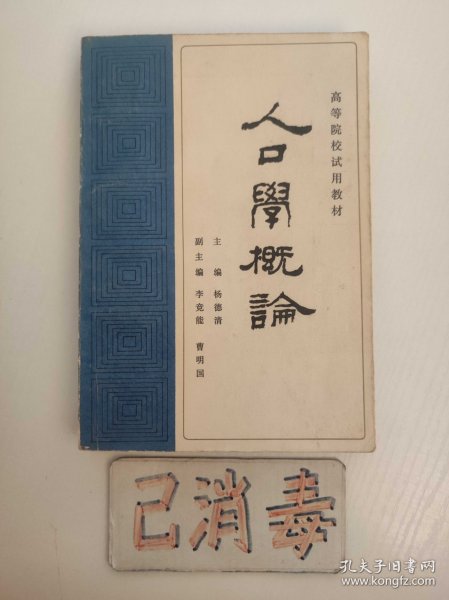 高等院校试用教材
人口學概論
主编 杨德清
副主编 李竞能 曹明国
己消毒
孔夫子旧书网
www.kongfz.com